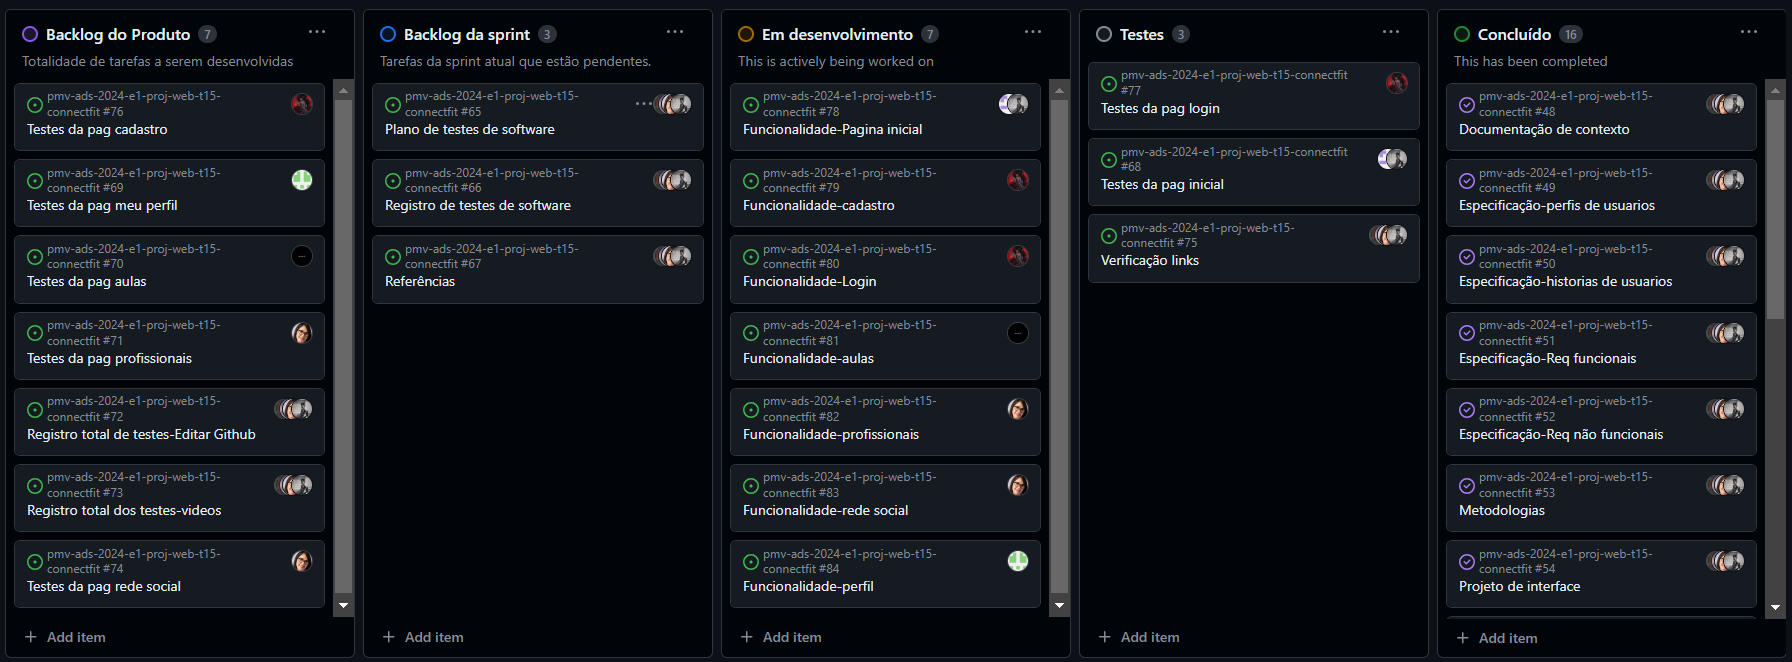 Backlog do Produto 7 ...
Totalidade de tarefas a serem desenvolvidas
pmv-ads-2024-e1-proj-web-t15-
connectfit #76
Testes da pag cadastro
pmv-ads-2024-e1-proj-web-t15-
connectfit #69
Testes da pag meu perfil
pmv-ads-2024-e1-proj-web-t15-
connectfit #70
Testes da pag aulas
pmv-ads-2024-e1-proj-web-t15-
connectfit #71
Testes da pag profissionais
pmv-ads-2024-e1-proj-web-t15-
connectfit #72
Registro total de testes-Editar Github
pmv-ads-2024-e1-proj-web-t15-
connectfit #73
Registro total dos testes-videos
pmv-ads-2024-e1-proj-web-t15-
connectfit #74
Testes da pag rede social
+ Add item
Backlog da sprint 3 ...
Tarefas da sprint atual que estão pendentes.
pmv-ads-2024-e1-proj-web-t15-
connectfit #65
Plano de testes de software
pmv-ads-2024-e1-proj-web-t15-
connectfit #66
Registro de testes de software
pmv-ads-2024-e1-proj-web-t15-
connectfit #67
Referências
+ Add item
Em desenvolvimento 7 ...
This is actively being worked on
pmv-ads-2024-e1-proj-web-t15-
connectfit #78
Funcionalidade-Pagina inicial
pmv-ads-2024-e1-proj-web-t15-
connectfit #79
Funcionalidade-cadastro
pmv-ads-2024-e1-proj-web-t15-
connectfit #80
Funcionalidade-Login
pmv-ads-2024-e1-proj-web-t15-
connectfit #81
Funcionalidade-aulas
pmv-ads-2024-e1-proj-web-t15-
connectfit #82
Funcionalidade-profissionais
pmv-ads-2024-e1-proj-web-t15-
connectfit #83
Funcionalidade-rede social
pmv-ads-2024-e1-proj-web-t15-
connectfit #84
Funcionalidade-perfil
+ Add item
Testes 3 ...
pmv-ads-2024-e1-proj-web-t15-connectfit
#77
Testes da pag login
pmv-ads-2024-e1-proj-web-t15-connectfit
#68
Testes da pag inicial
pmv-ads-2024-e1-proj-web-t15-
connectfit #75
Verificação links
+ Add item
Concluído 16 ...
This has been completed
pmv-ads-2024-e1-proj-web-t15-
connectfit #48
Documentação de contexto
pmv-ads-2024-e1-proj-web-t15-
connectfit #49
Especificação-perfis de usuarios
pmv-ads-2024-e1-proj-web-t15-
connectfit #50
Especificação-historias de usuarios
pmv-ads-2024-e1-proj-web-t15-
connectfit #51
Especificação-Req funcionais
pmv-ads-2024-e1-proj-web-t15-
connectfit #52
Especificação-Req não funcionais
pmv-ads-2024-e1-proj-web-t15-
connectfit #53
Metodologias
pmv-ads-2024-e1-proj-web-t15-
connectfit #54
Projeto de interface
+ Add item